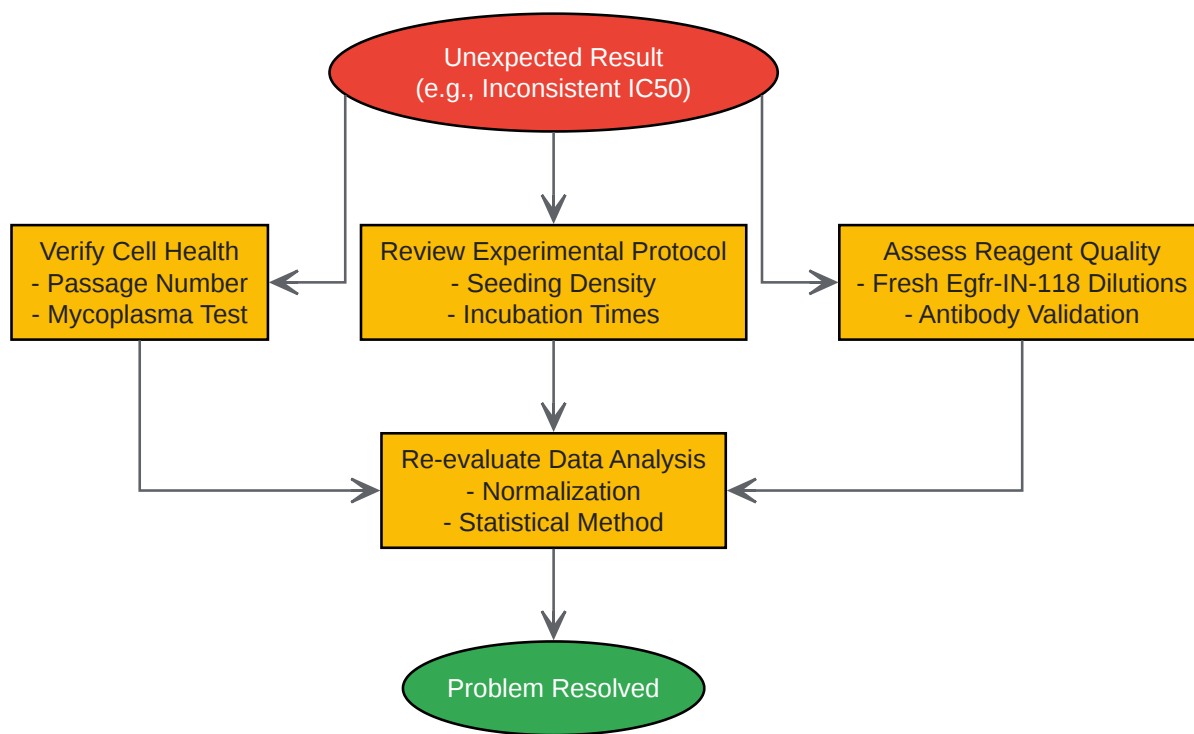 Unexpected Result
(e.g., Inconsistent IC50)
Verify Cell Health
- Passage Number
- Mycoplasma Test
Review Experimental Protocol
- Seeding Density
- Incubation Times
Assess Reagent Quality
- Fresh Egfr-IN-118 Dilutions
- Antibody Validation
Re-evaluate Data Analysis
- Normalization
- Statistical Method
Problem Resolved